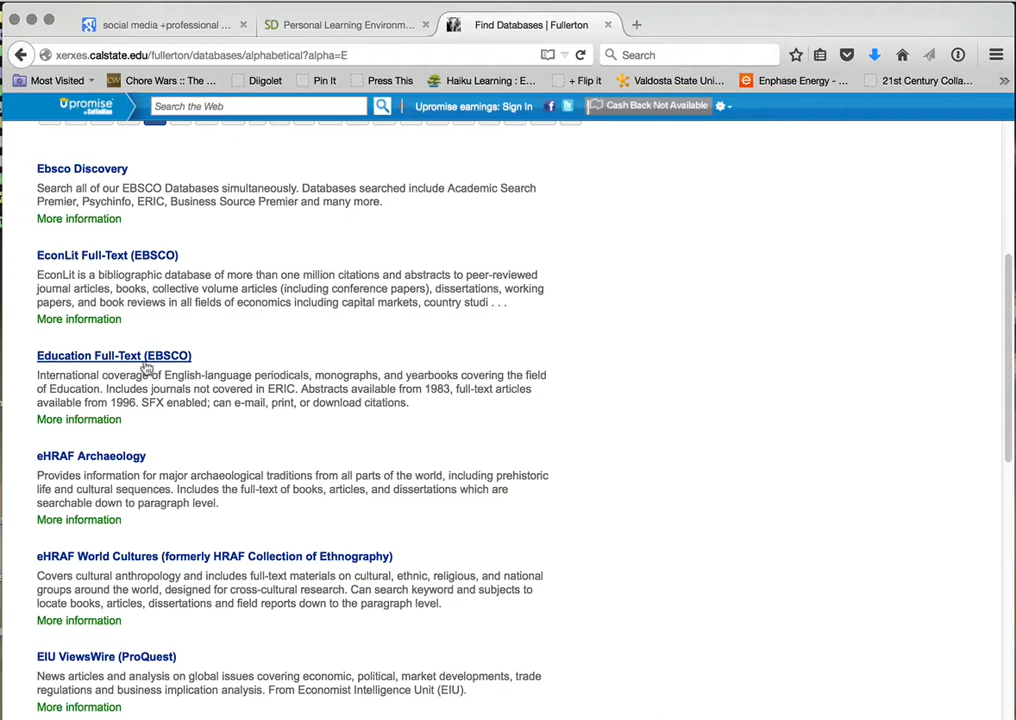 social media +professional ...
SD Personal Learning Environm...
Find Databases | Fullerton
xerxes.calstate.edu/fullerton/databases/alphabetical?alpha=E
Search
Most Visited
CW Chore Wars :: The ...
Diigolet
Pin It
Press This
Haiku Learning : E...
+ Flip it
Valdosta State Uni...
e Enphase Energy - ...
21st Century Colla...
Upromise
by SallieMae
Search the Web
Upromise earnings: Sign In
Cash Back Not Available
Ebsco Discovery
Search all of our EBSCO Databases simultaneously. Databases searched include Academic Search
Premier, Psychinfo, ERIC, Business Source Premier and many more.
More information
EconLit Full-Text (EBSCO)
EconLit is a bibliographic database of more than one million citations and abstracts to peer-reviewed
journal articles, books, collective volume articles (including conference papers), dissertations, working
papers, and book reviews in all fields of economics including capital markets, country studi . . .
More information
Education Full-Text (EBSCO)
International coverage of English-language periodicals, monographs, and yearbooks covering the field
of Education. Includes journals not covered in ERIC. Abstracts available from 1983, full-text articles
available from 1996. SFX enabled; can e-mail, print, or download citations.
More information
eHRAF Archaeology
Provides information for major archaeological traditions from all parts of the world, including prehistoric
life and cultural sequences. Includes the full-text of books, articles, and dissertations which are
searchable down to paragraph level.
More information
eHRAF World Cultures (formerly HRAF Collection of Ethnography)
Covers cultural anthropology and includes full-text materials on cultural, ethnic, religious, and national
groups around the world, designed for cross-cultural research. Can search keyword and subjects to
locate books, articles, dissertations and field reports down to the paragraph level.
More information
EIU ViewsWire (ProQuest)
News articles and analysis on global issues covering economic, political, market developments, trade
regulations and business implication analysis. From Economist Intelligence Unit (EIU).
More information